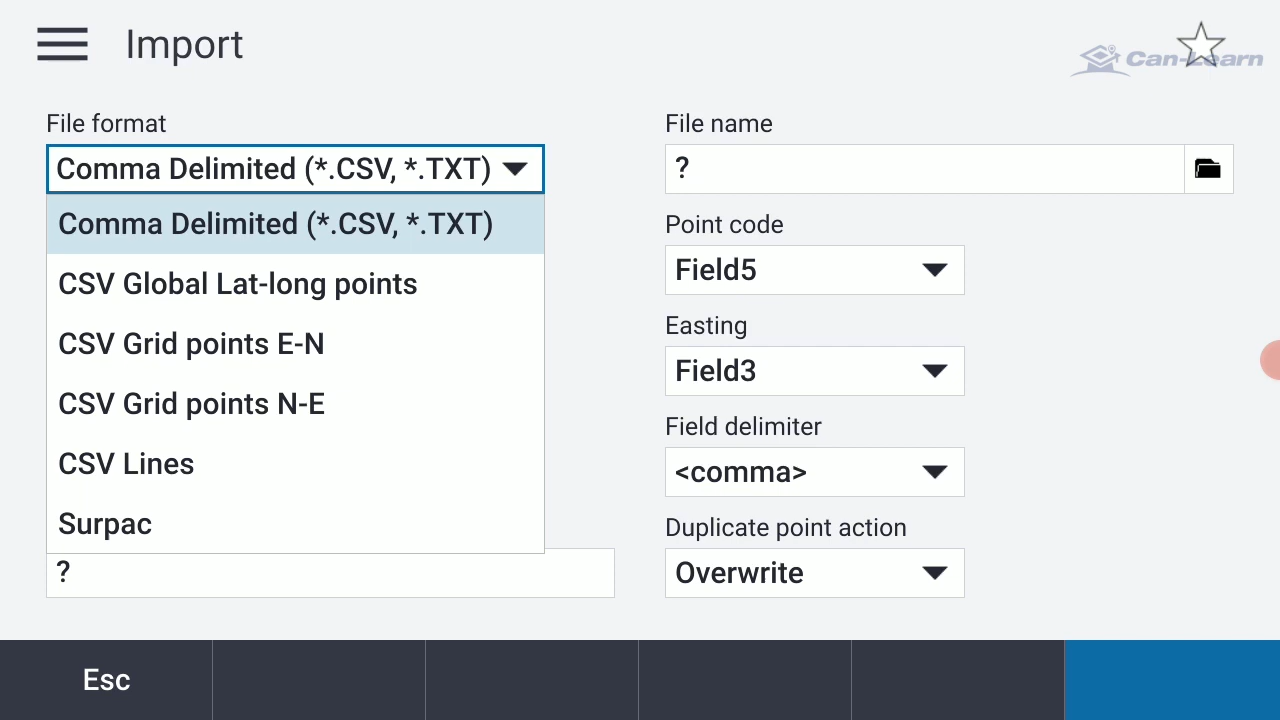 Import
Can-Learn
File format
Comma Delimited (*.CSV, *.TXT)
Comma Delimited (*.CSV, *.TXT)
CSV Global Lat-long points
CSV Grid points E-N
CSV Grid points N-E
CSV Lines
Surpac
?
File name
?
Point code
Field5
Easting
Field3
Field delimiter
<comma>
Duplicate point action
Overwrite
Esc